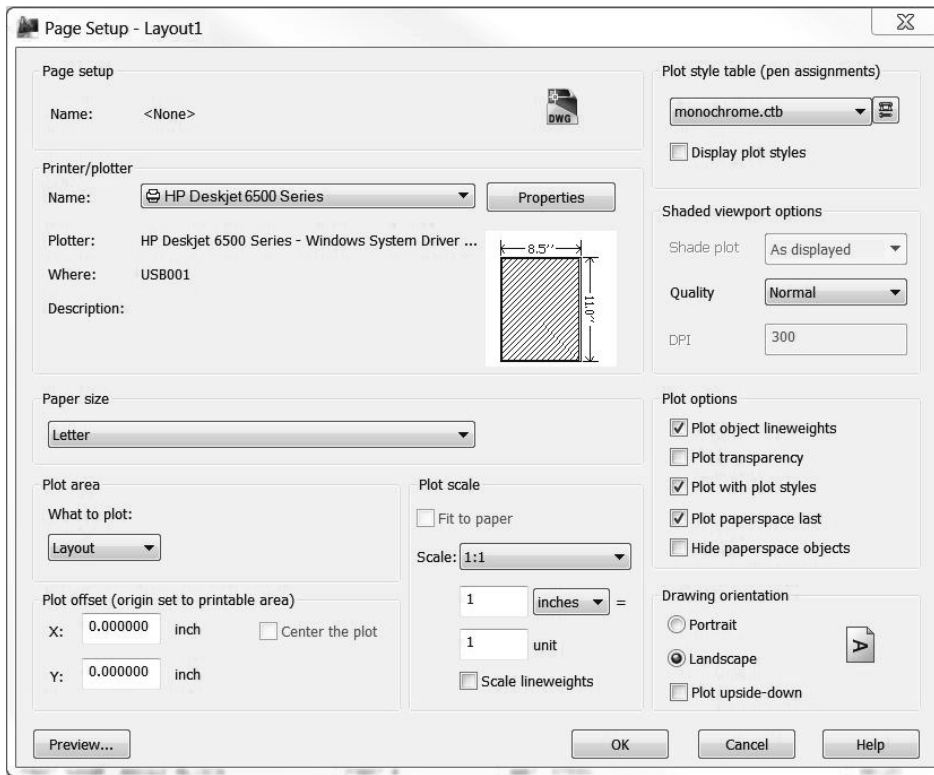 Page Setup - Layout1
Page setup
Name: <None>
DWG
Printer/plotter
Name: HP Deskjet 6500 Series
Properties
Plotter: HP Deskjet 6500 Series - Windows System Driver ...
Where: USB001
Description:
8.5''
11.0''
Paper size
Letter
Plot area
What to plot:
Layout
Plot offset (origin set to printable area)
X: 0.000000 inch
Center the plot
Y: 0.000000 inch
Plot scale
Fit to paper
Scale: 1:1
1 inches =
1 unit
Scale lineweights
Plot style table (pen assignments)
monochrome.ctb
Display plot styles
Shaded viewport options
Shade plot As displayed
Quality Normal
DPI 300
Plot options
Plot object lineweights
Plot transparency
Plot with plot styles
Plot paperspace last
Hide paperspace objects
Drawing orientation
Portrait
A
Landscape
Plot upside-down
Preview...
OK
Cancel
Help